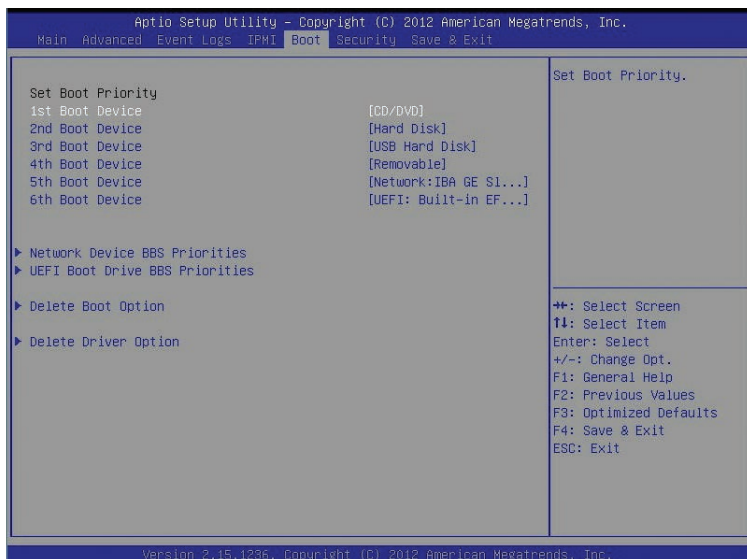 Aptio Setup Utility – Copyright (C) 2012 American Megatrends, Inc.
Main Advanced Event Logs IPMI Boot Security Save & Exit
Set Boot Priority
1st Boot Device [CD/DVD]
2nd Boot Device [Hard Disk]
3rd Boot Device [USB Hard Disk]
4th Boot Device [Removable]
5th Boot Device [Network:IBA GE Sl...]
6th Boot Device [UEFI: Built-in EF...]
▶ Network Device BBS Priorities
▶ UEFI Boot Drive BBS Priorities
▶ Delete Boot Option
▶ Delete Driver Option
Set Boot Priority.
→←: Select Screen
↑↓: Select Item
Enter: Select
+/-: Change Opt.
F1: General Help
F2: Previous Values
F3: Optimized Defaults
F4: Save & Exit
ESC: Exit
Version 2.15.1236. Copyright (C) 2012 American Megatrends, Inc.